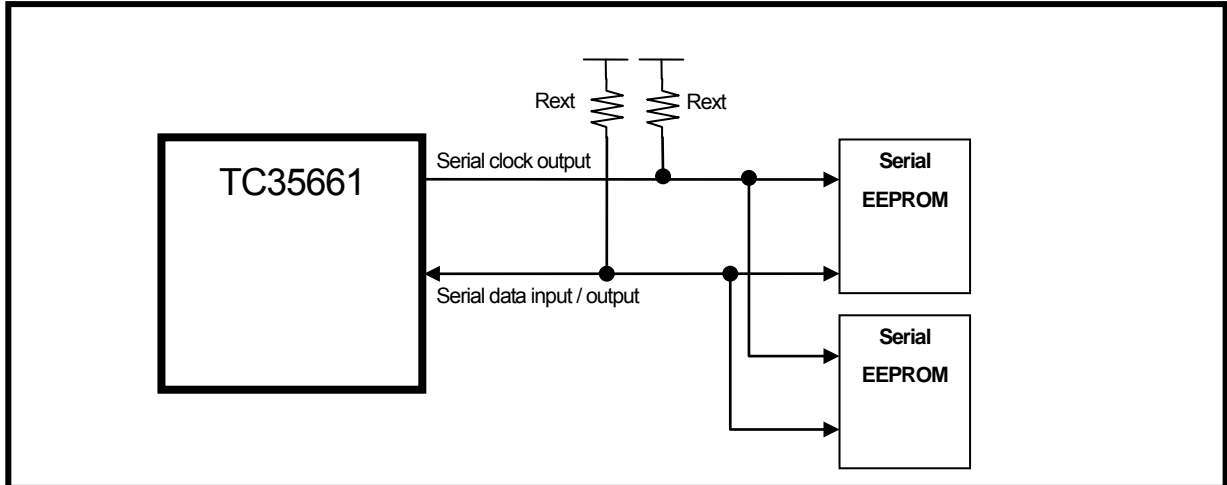 Rext
Rext
TC35661
Serial clock output
Serial data input / output
Serial
EEPROM
Serial
EEPROM